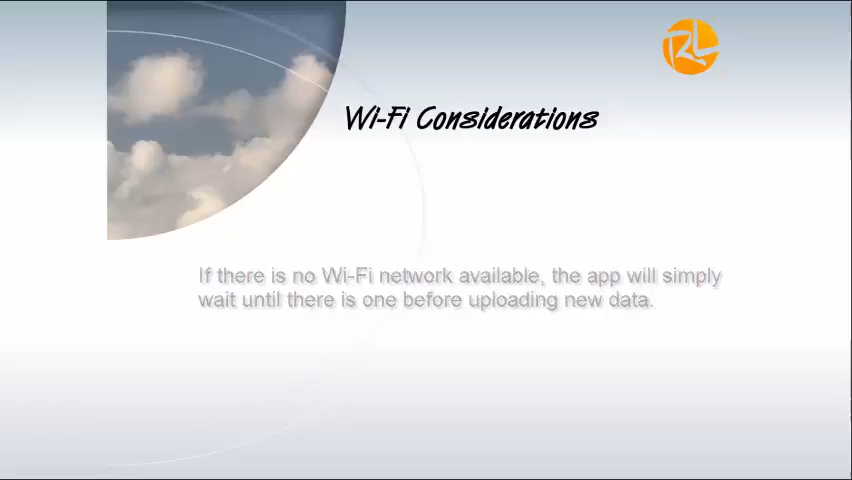 RL
Wi-Fi Considerations
If there is no Wi-Fi network available, the app will simply
wait until there is one before uploading new data.